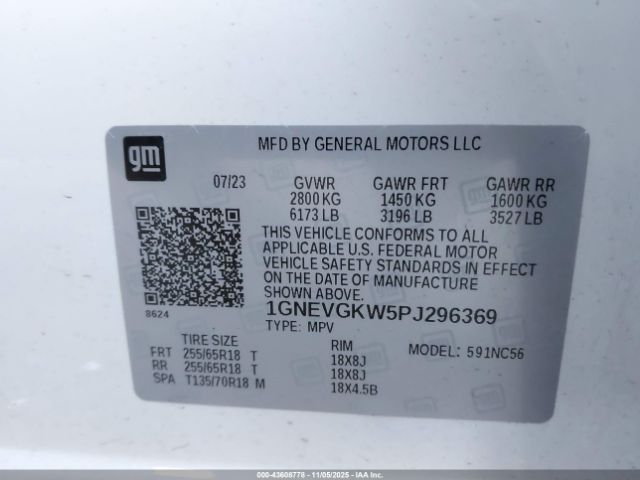 gm
MFD BY GENERAL MOTORS LLC
07/23 GVWR GAWR FRT GAWR RR
2800 KG 1450 KG 1600 KG
6173 LB 3196 LB 3527 LB
THIS VEHICLE CONFORMS TO ALL
APPLICABLE U.S. FEDERAL MOTOR
VEHICLE SAFETY STANDARDS IN EFFECT
ON THE DATE OF MANUFACTURE
SHOWN ABOVE.
1GNEVGKW5PJ296369
8624
TYPE: MPV
TIRE SIZE RIM MODEL: 591NC56
FRT 255/65R18 T 18X8J
RR 255/65R18 T 18X8J
SPA T135/70R18 M 18X4.5B
000-43608778 - 11/05/2025 - IAAI.COM